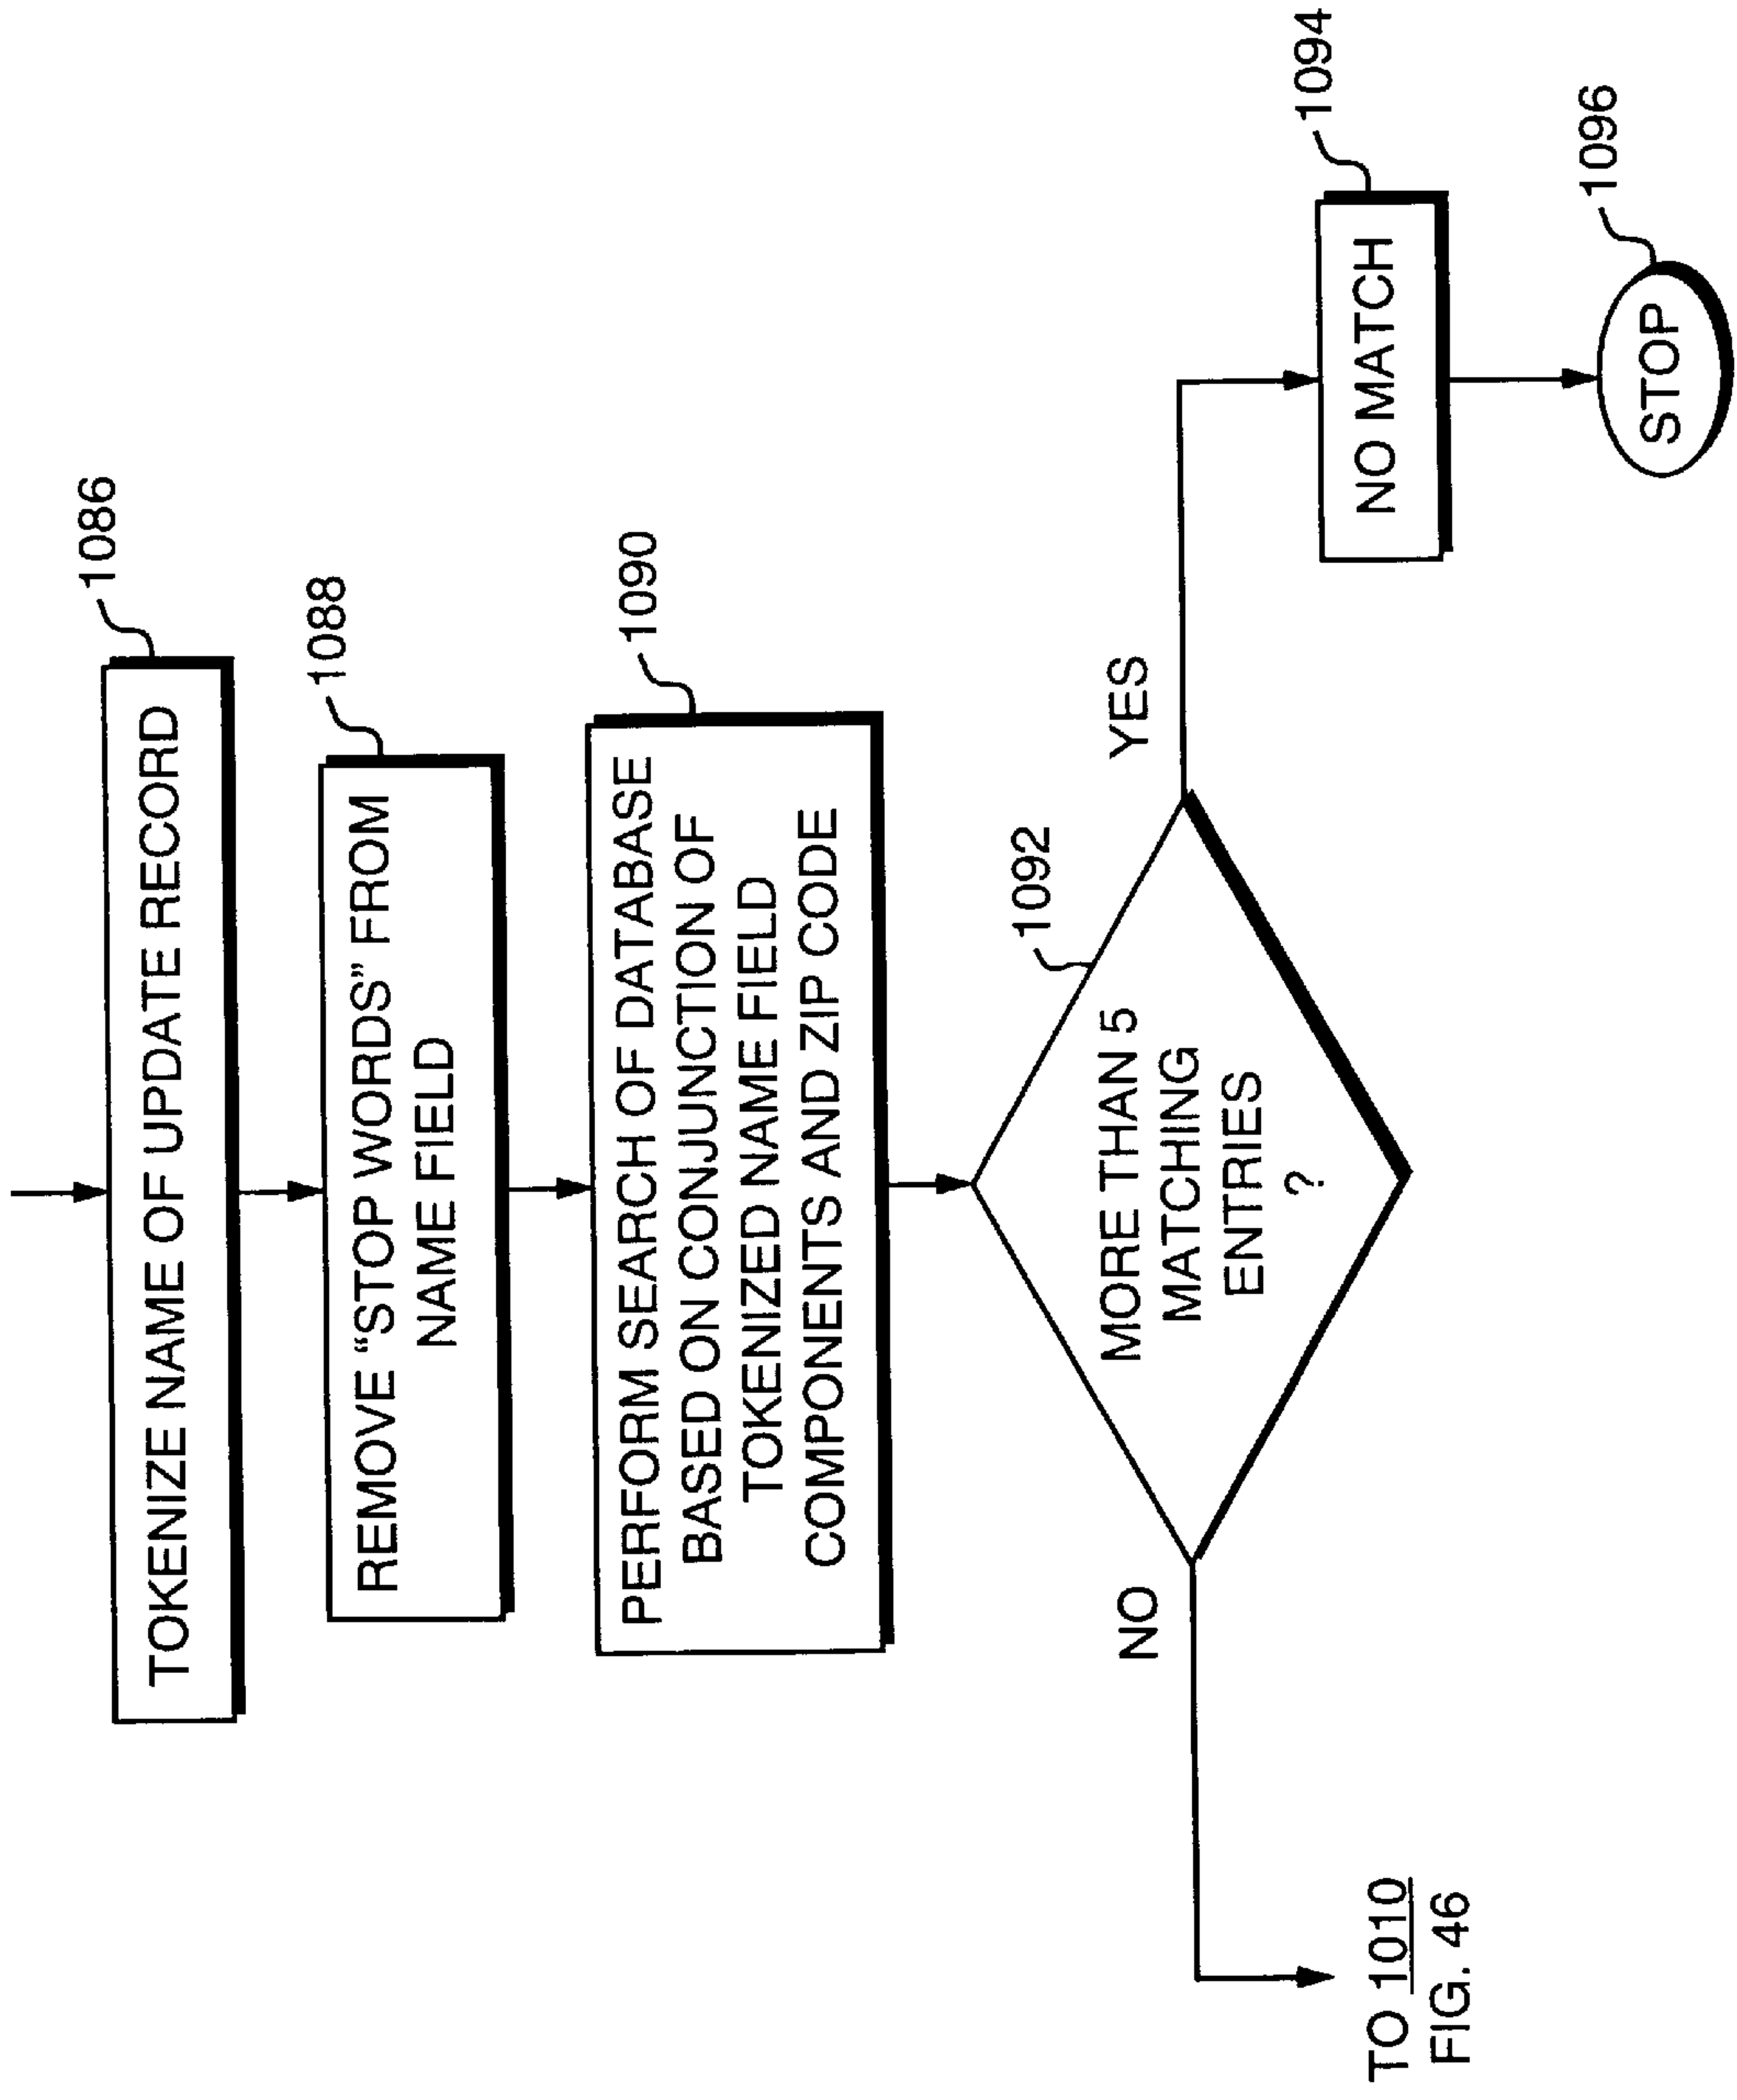 1086
TOKENIZE NAME OF UPDATE RECORD
1088
REMOVE “STOP WORDS” FROM
NAME FIELD
1090
PERFORM SEARCH OF DATABASE
BASED ON CONJUNCTION OF
TOKENIZED NAME FIELD
COMPONENTS AND ZIP CODE
1092
MORE THAN 5
MATCHING
ENTRIES
?
NO
YES
TO 1010
FIG. 46
1094
NO MATCH
1096
STOP